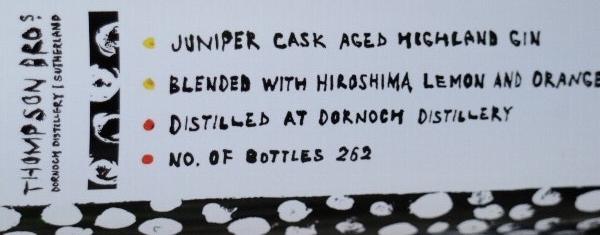 THOMPSON BROS.
DORNOCH DISTILLERY | SUTHERLAND
JUNIPER CASK AGED HIGHLAND GIN
BLENDED WITH HIROSHIMA LEMON AND ORANGE
DISTILLED AT DORNOCH DISTILLERY
NO. OF BOTTLES 262